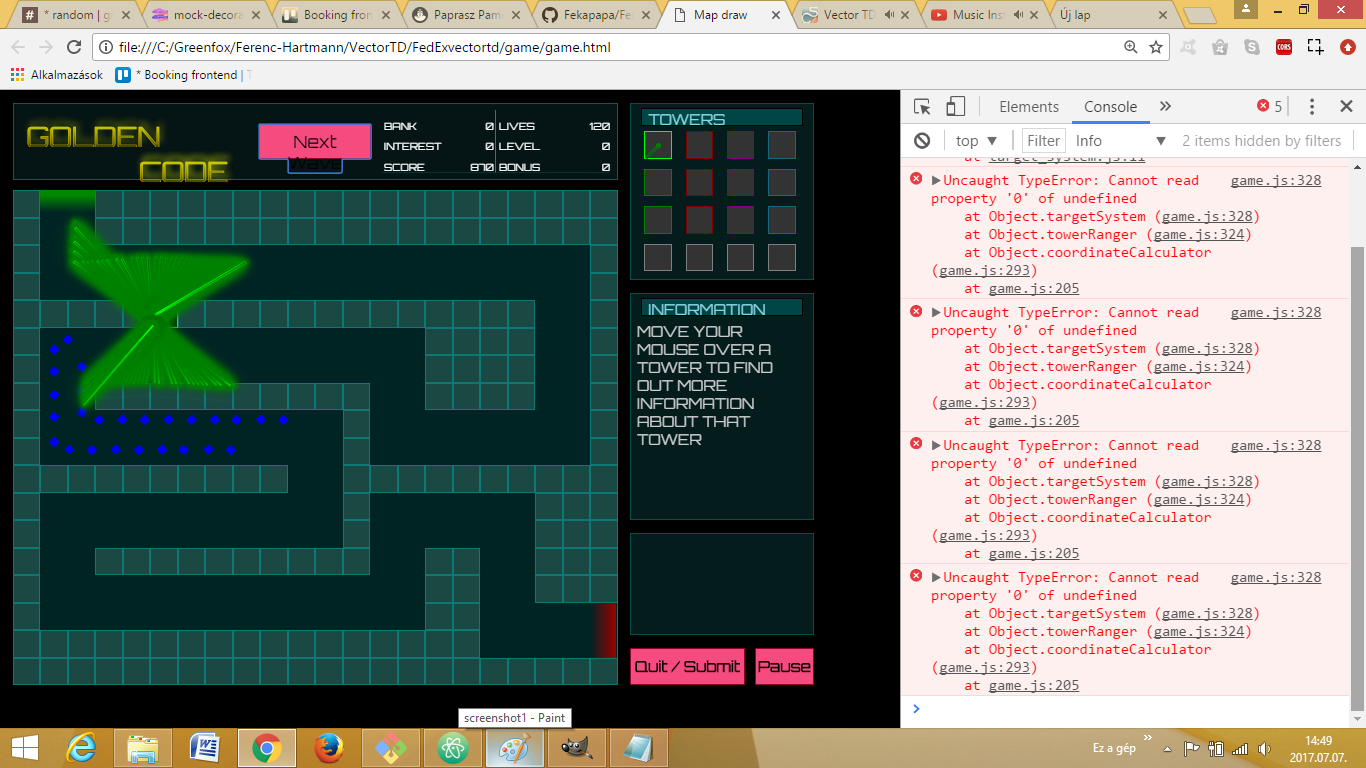 * random | g
mock-decora
Booking fron
Paprasz Pam
Fekapapa/Fe
Map draw
Vector TD
Music Ins
Új lap
file:///C:/Greenfox/Ferenc-Hartmann/VectorTD/FedExvectortd/game/game.html
CORS
Alkalmazások
* Booking frontend | T
GOLDEN
CODE
Next
Wave
BANK 0 LIVES 120
INTEREST 0 LEVEL 0
SCORE 870 BONUS 0
TOWERS
INFORMATION
MOVE YOUR
MOUSE OVER A
TOWER TO FIND
OUT MORE
INFORMATION
ABOUT THAT
TOWER
Quit / Submit
Pause
Elements Console » 5
top ▼ Filter Info ▼ 2 items hidden by filters
at target_system.js:11
Uncaught TypeError: Cannot read game.js:328
property '0' of undefined
at Object.targetSystem (game.js:328)
at Object.towerRanger (game.js:324)
at Object.coordinateCalculator
(game.js:293)
at game.js:205
Uncaught TypeError: Cannot read game.js:328
property '0' of undefined
at Object.targetSystem (game.js:328)
at Object.towerRanger (game.js:324)
at Object.coordinateCalculator
(game.js:293)
at game.js:205
Uncaught TypeError: Cannot read game.js:328
property '0' of undefined
at Object.targetSystem (game.js:328)
at Object.towerRanger (game.js:324)
at Object.coordinateCalculator
(game.js:293)
at game.js:205
Uncaught TypeError: Cannot read game.js:328
property '0' of undefined
at Object.targetSystem (game.js:328)
at Object.towerRanger (game.js:324)
at Object.coordinateCalculator
(game.js:293)
at game.js:205
screenshot1 - Paint
Ez a gép »
14:49
2017.07.07.